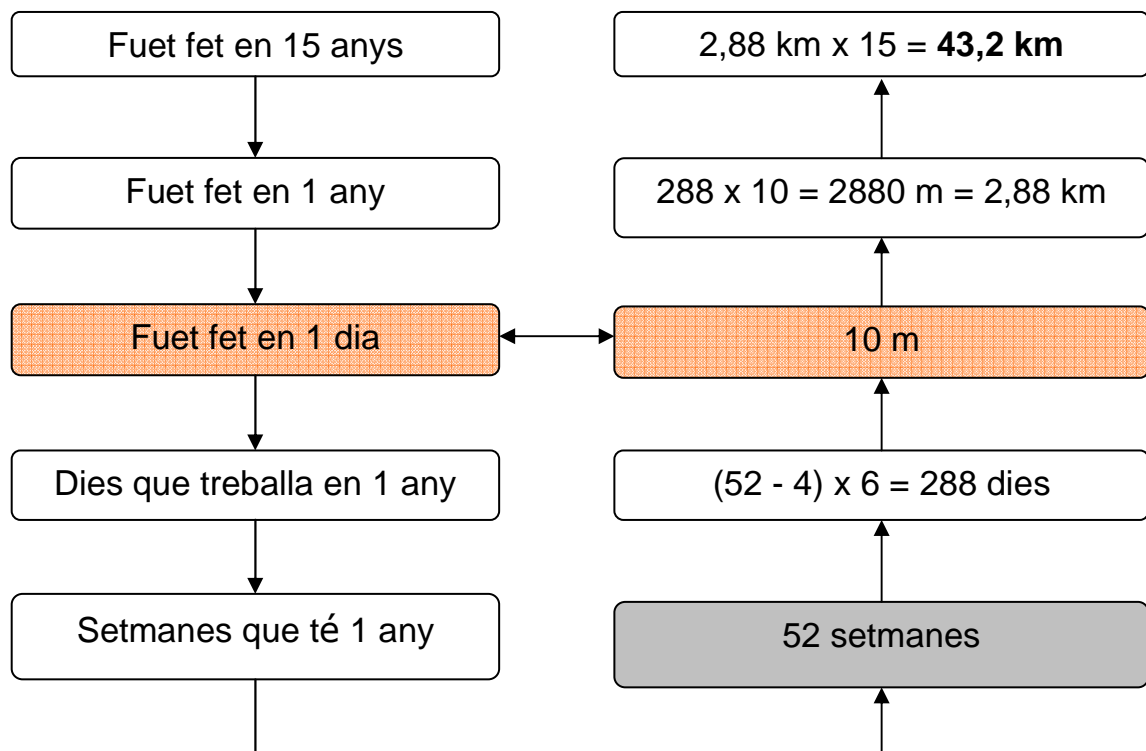 Fuet fet en 15 anys
2,88 km x 15 = 43,2 km
Fuet fet en 1 any
288 x 10 = 2880 m = 2,88 km
Fuet fet en 1 dia
10 m
Dies que treballa en 1 any
(52 - 4) x 6 = 288 dies
Setmanes que té 1 any
52 setmanes